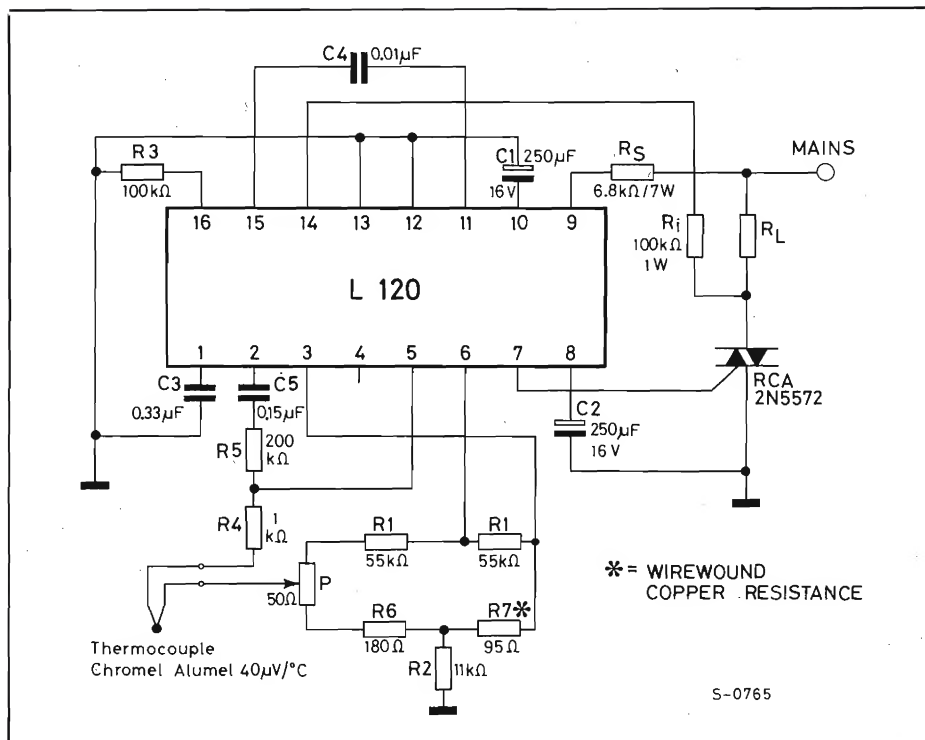 C4
0.01µF
R3
100kΩ
C1
250µF
16V
RS
6.8kΩ/7W
MAINS
16
15
14
13
12
11
10
9
Ri
100kΩ
1W
RL
L 120
1
2
3
4
5
6
7
8
C3
0.33µF
C5
0.15µF
C2
250µF
16V
RCA
2N5572
R5
200
kΩ
R4
1
kΩ
R1
55kΩ
R1
55kΩ
P
50Ω
R6
180Ω
R7*
95Ω
R2
11kΩ
* = WIREWOUND
COPPER RESISTANCE
Thermocouple
Chromel Alumel 40µV/°C
S-0765